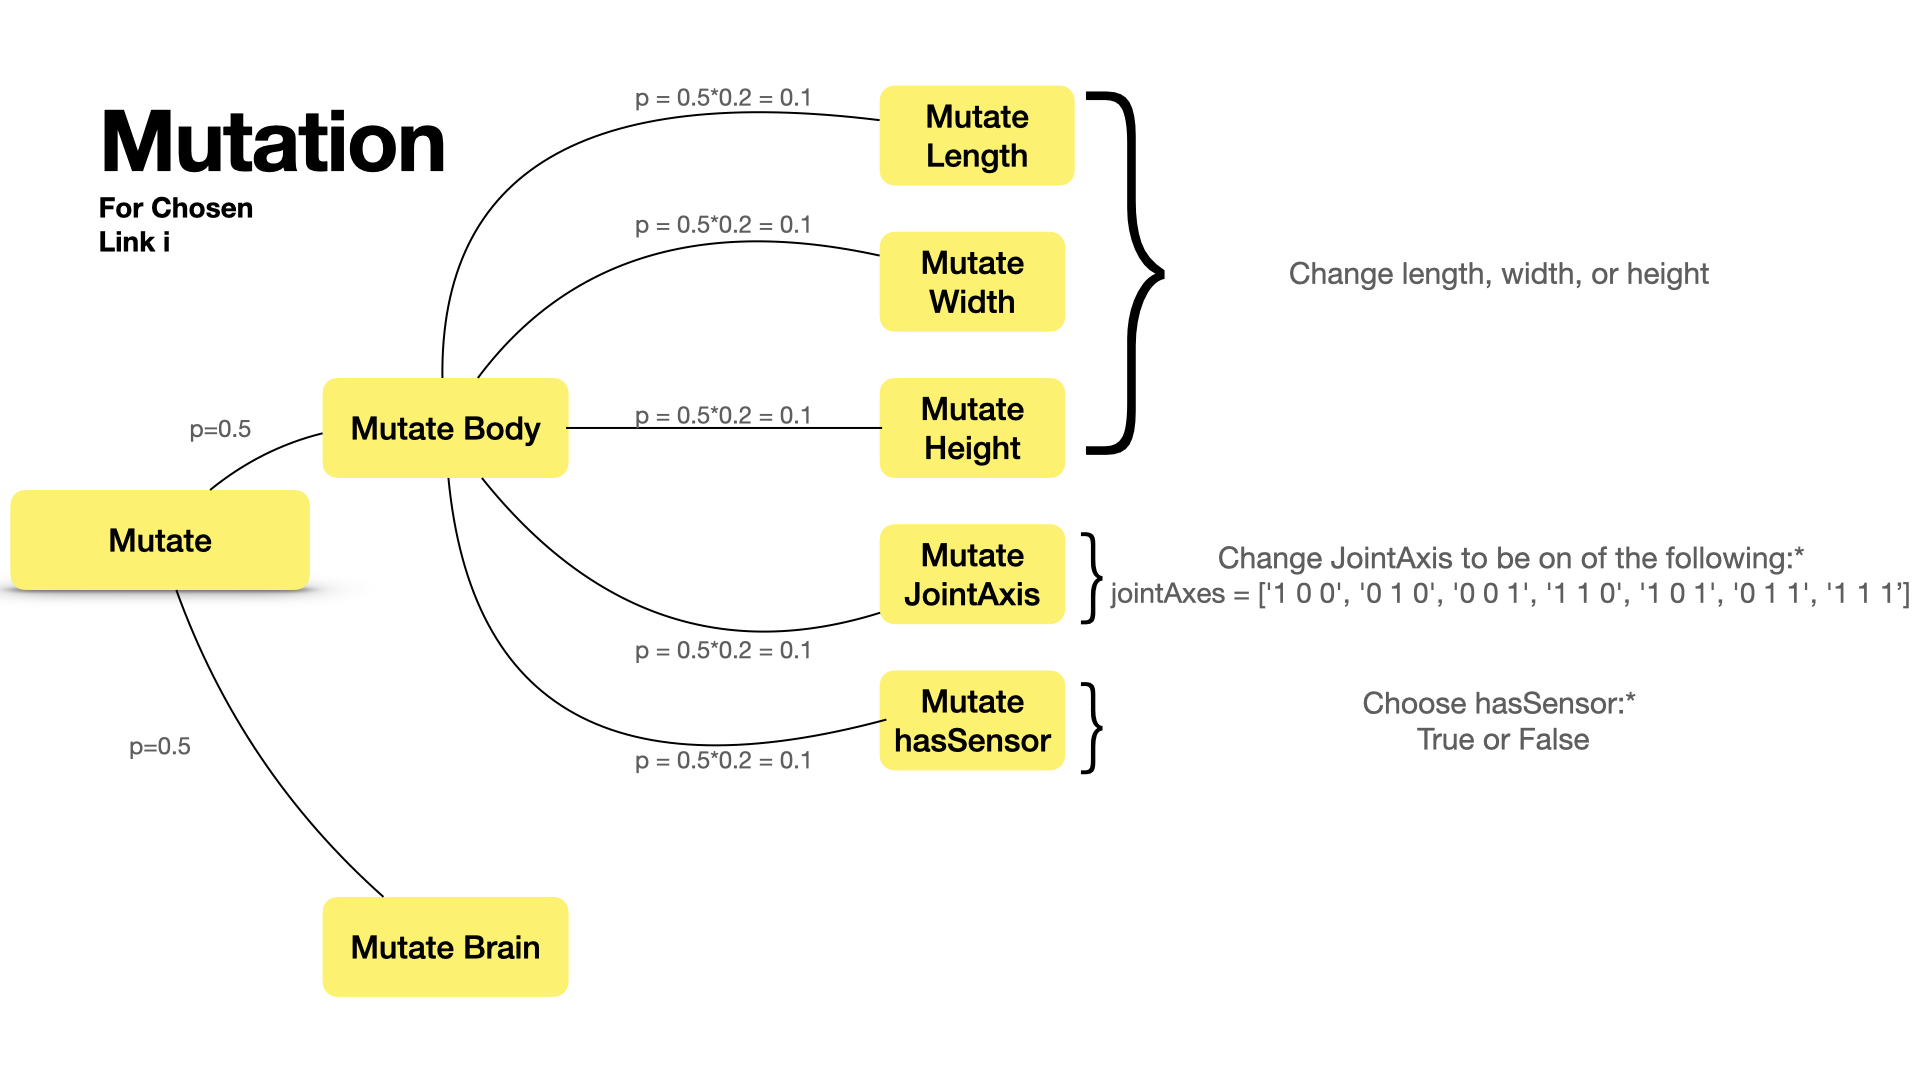 Mutation
For Chosen
Link i
p = 0.5*0.2 = 0.1
Mutate
Length
p = 0.5*0.2 = 0.1
Mutate
Width
Change length, width, or height
p=0.5
Mutate Body
p = 0.5*0.2 = 0.1
Mutate
Height
Mutate
Mutate
JointAxis
Change JointAxis to be on of the following:*
jointAxes = ['1 0 0', '0 1 0', '0 0 1', '1 1 0', '1 0 1', '0 1 1', '1 1 1’]
p = 0.5*0.2 = 0.1
Mutate
hasSensor
Choose hasSensor:*
True or False
p = 0.5*0.2 = 0.1
p=0.5
Mutate Brain